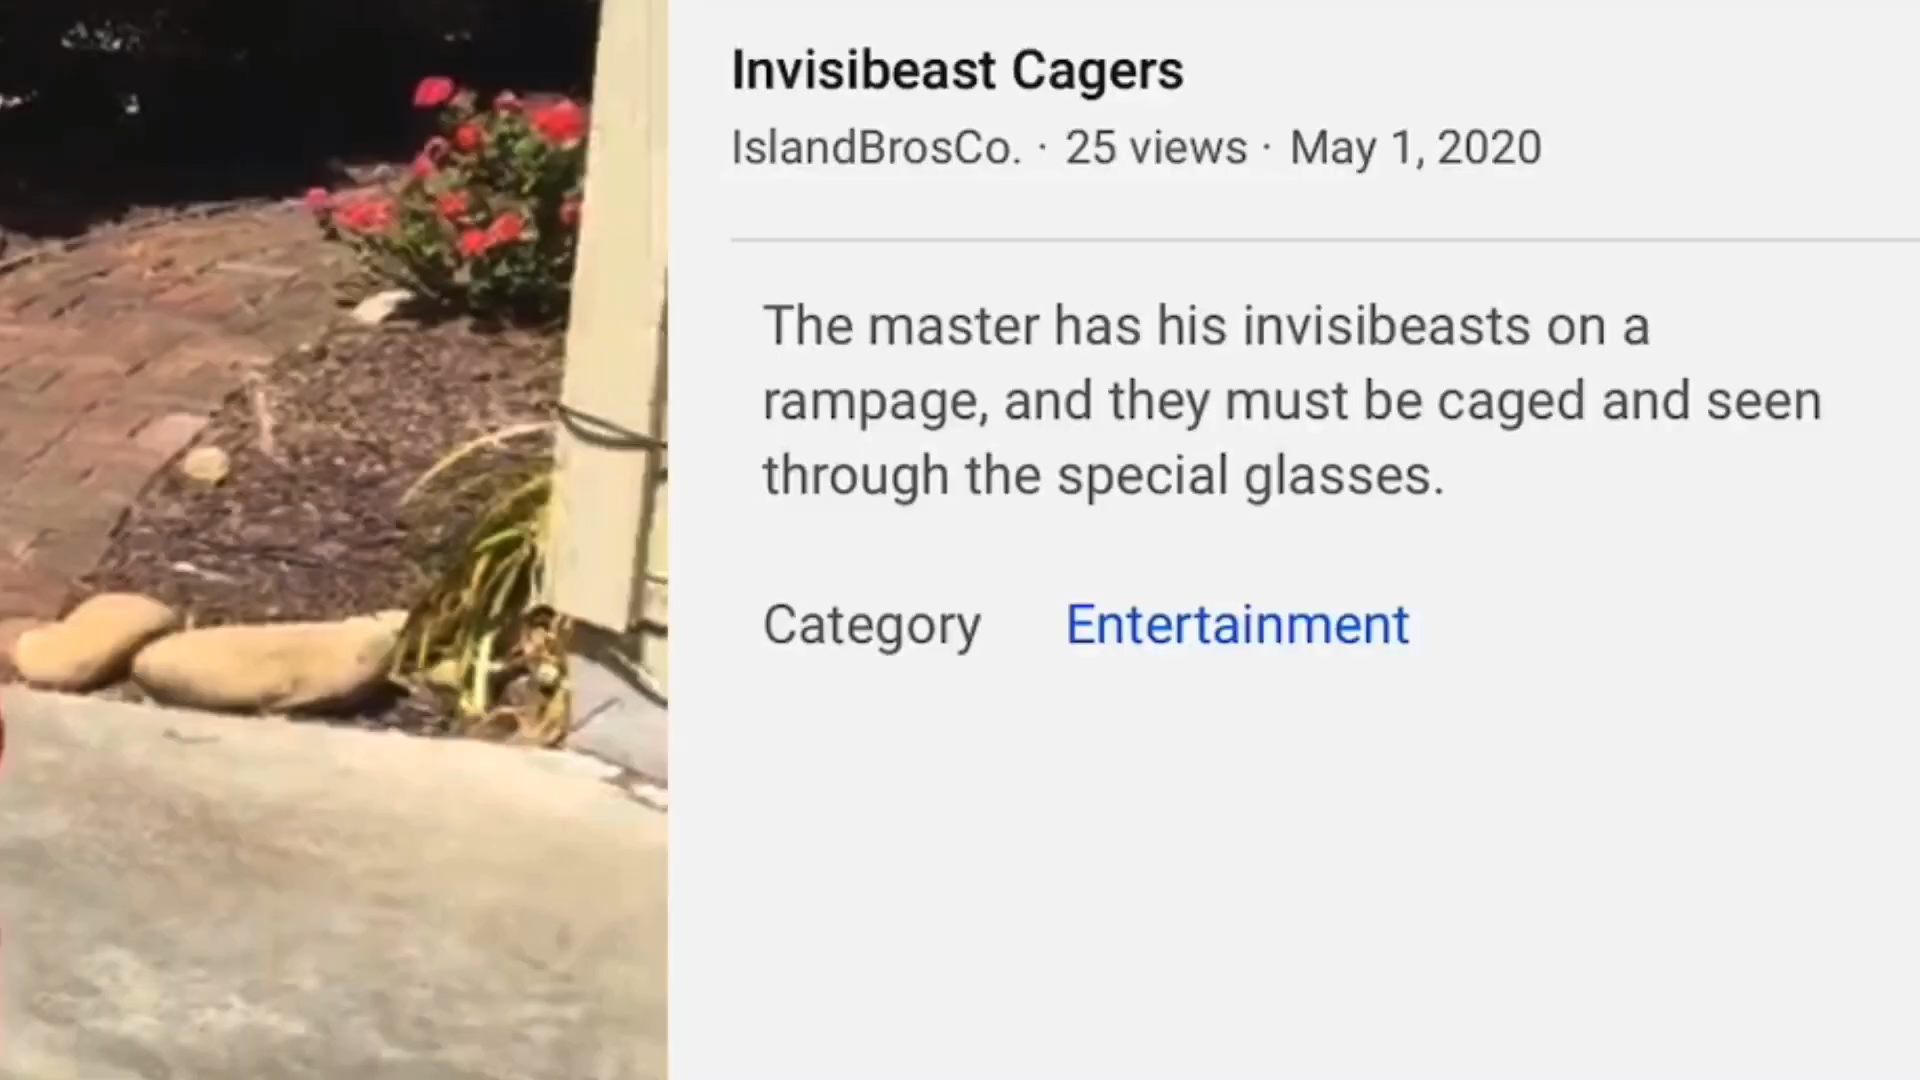 Invisibeast Cagers
IslandBrosCo. · 25 views · May 1, 2020
The master has his invisibeasts on a
rampage, and they must be caged and seen
through the special glasses.
Category Entertainment